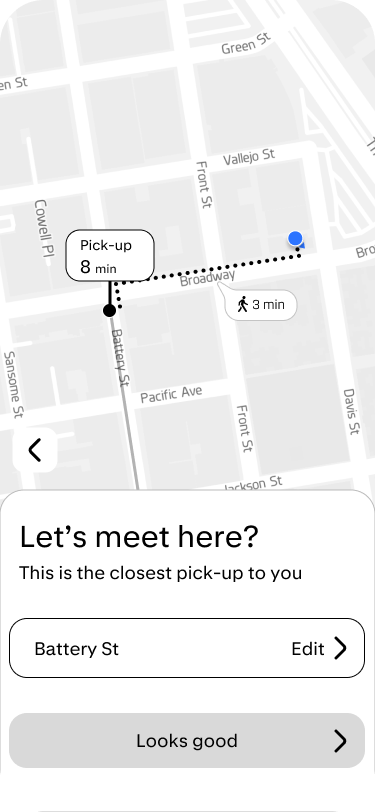 Green St
en St
Vallejo St
Front St
Cowell Pl
Pick-up
8 min
Bro
Broadway
3 min
Battery St
Sansome St
Pacific Ave
Davis St
Front St
Jackson St
Let's meet here?
This is the closest pick-up to you
Battery St
Edit
Looks good